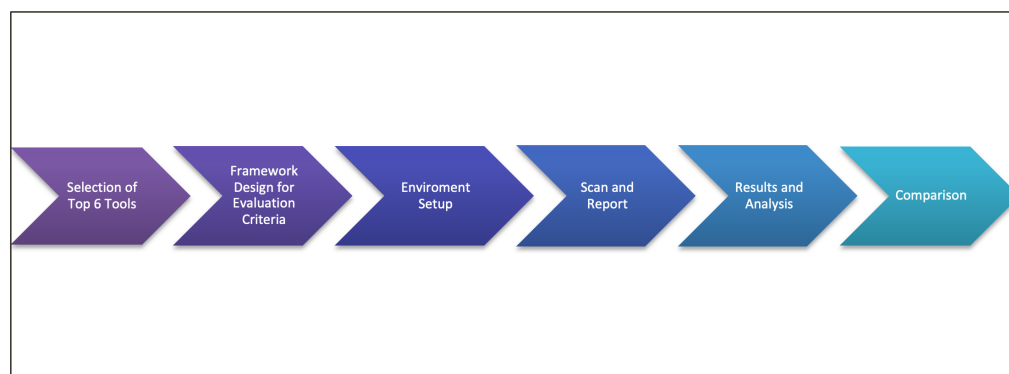 Selection of
Top 6 Tools
Framework
Design for
Evaluation
Criteria
Enviroment
Setup
Scan and
Report
Results and
Analysis
Comparison